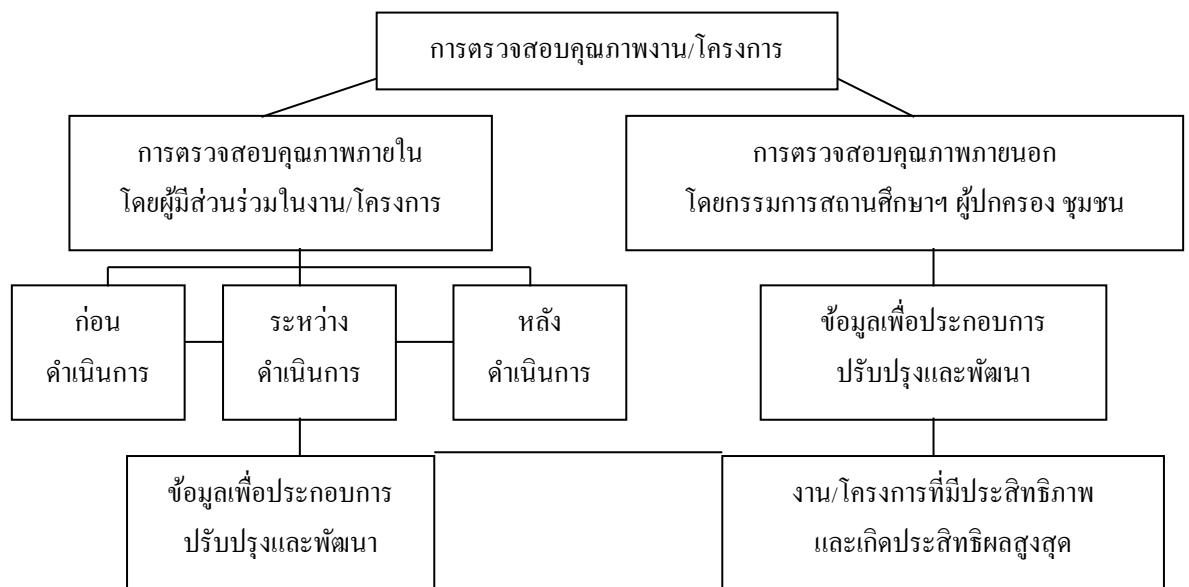 การตรวจสอบคุณภาพงาน/โครงการ
การตรวจสอบคุณภาพภายใน
โดยผู้มีส่วนร่วมในงาน/โครงการ
การตรวจสอบคุณภาพภายนอก
โดยกรรมการสถานศึกษาฯ ผู้ปกครอง ชุมชน
ก่อน
ดำเนินการ
ระหว่าง
ดำเนินการ
หลัง
ดำเนินการ
ข้อมูลเพื่อประกอบการ
ปรับปรุงและพัฒนา
ข้อมูลเพื่อประกอบการ
ปรับปรุงและพัฒนา
งาน/โครงการที่มีประสิทธิภาพ
และเกิดประสิทธิผลสูงสุด